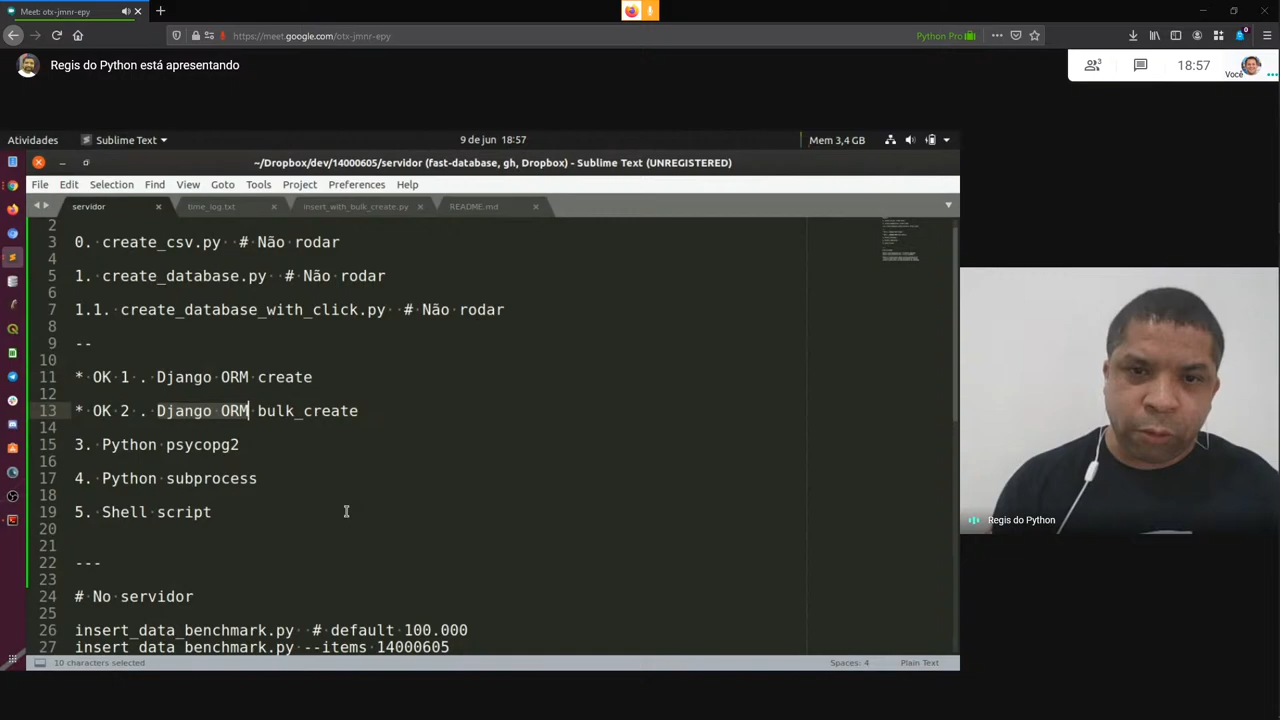 Meet: otx-jmnr-epy
https://meet.google.com/otx-jmnr-epy
Python Pro
Regis do Python está apresentando
3
18:57
Você
Atividades
Sublime Text
9 de jun 18:57
Mem 3,4 GB
~/Dropbox/dev/14000605/servidor (fast-database, gh, Dropbox) - Sublime Text (UNREGISTERED)
File Edit Selection Find View Goto Tools Project Preferences Help
servidor time_log.txt insert_with_bulk_create.py README.md
2
3 0. create_csv.py # Não rodar
4
5 1. create_database.py # Não rodar
6
7 1.1. create_database_with_click.py # Não rodar
8
9 --
10
11 * OK 1 . Django ORM create
12
13 * OK 2 . Django ORM bulk_create
14
15 3. Python psycopg2
16
17 4. Python subprocess
18
19 5. Shell script
20
21
22 ---
23
24 # No servidor
25
26 insert_data_benchmark.py # default 100.000
27 insert_data_benchmark.py --items 14000605
10 characters selected
Spaces: 4
Plain Text
Regis do Python
0